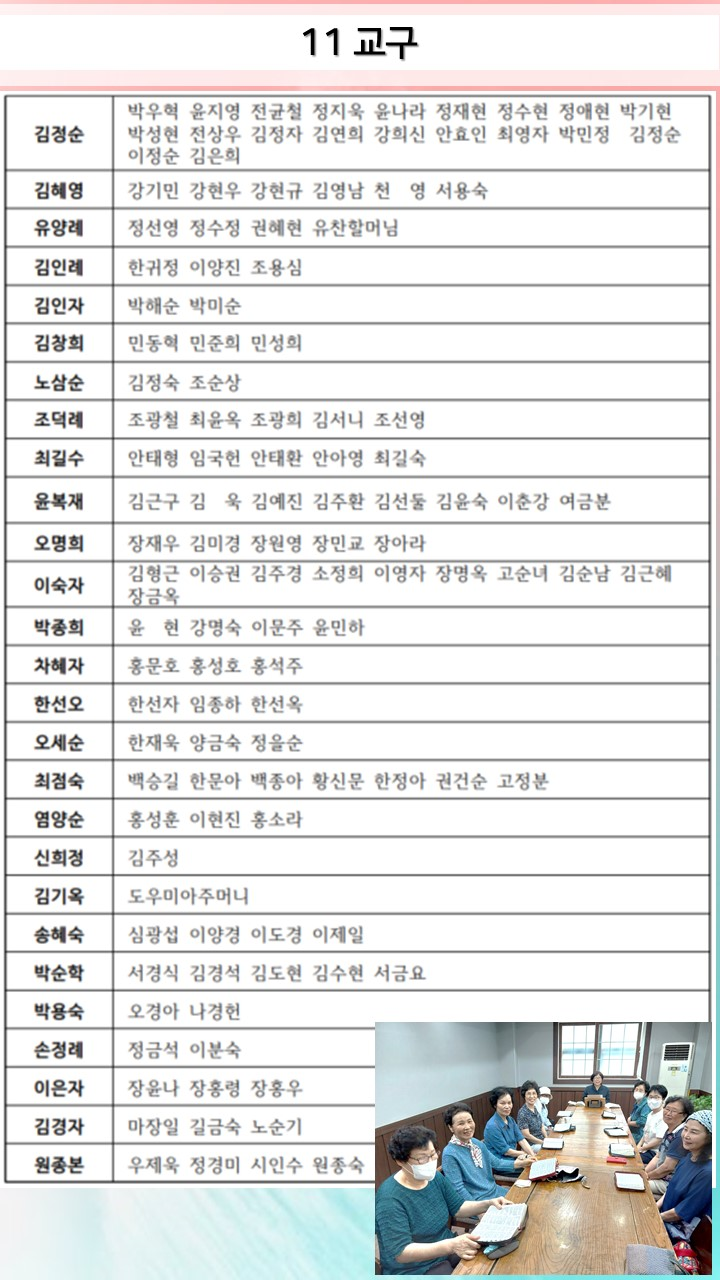 11 교구
김정순 박우혁 윤지영 전균철 정지욱 윤나라 정재현 정수현 정애현 박기현
박성현 전상우 김정자 김연희 강희신 안효인 최영자 박민정 김정순
이정순 김은희
김혜영 강기민 강현우 강현규 김영남 천 영 서용숙
유양례 정선영 정수정 권혜현 유찬할머님
김인례 한귀정 이양진 조용심
김인자 박해순 박미순
김창희 민동혁 민준희 민성희
노삼순 김정숙 조순상
조덕례 조광철 최윤옥 조광희 김서니 조선영
최길수 안태형 임국헌 안태환 안아영 최길숙
윤복재 김근구 김 욱 김예진 김주환 김선둘 김윤숙 이춘강 여금분
오명희 장재우 김미경 장원영 장민교 장아라
이숙자 김형근 이승권 김주경 소정희 이영자 장명옥 고순녀 김순남 김근혜
장금옥
박종희 윤 현 강명숙 이문주 윤민하
차혜자 홍문호 홍성호 홍석주
한선오 한선자 임종하 한선옥
오세순 한재욱 양금숙 정을순
최점숙 백승길 한문아 백종아 황신문 한정아 권건순 고정분
염양순 홍성훈 이현진 홍소라
신희정 김주성
김기옥 도우미아주머니
송혜숙 심광섭 이양경 이도경 이제일
박순학 서경식 김경석 김도현 김수현 서금요
박용숙 오경아 나경헌
손정례 정금석 이분숙
이은자 장윤나 장홍령 장홍우
김경자 마장일 길금숙 노순기
원종본 우제욱 정경미 시인수 원종숙